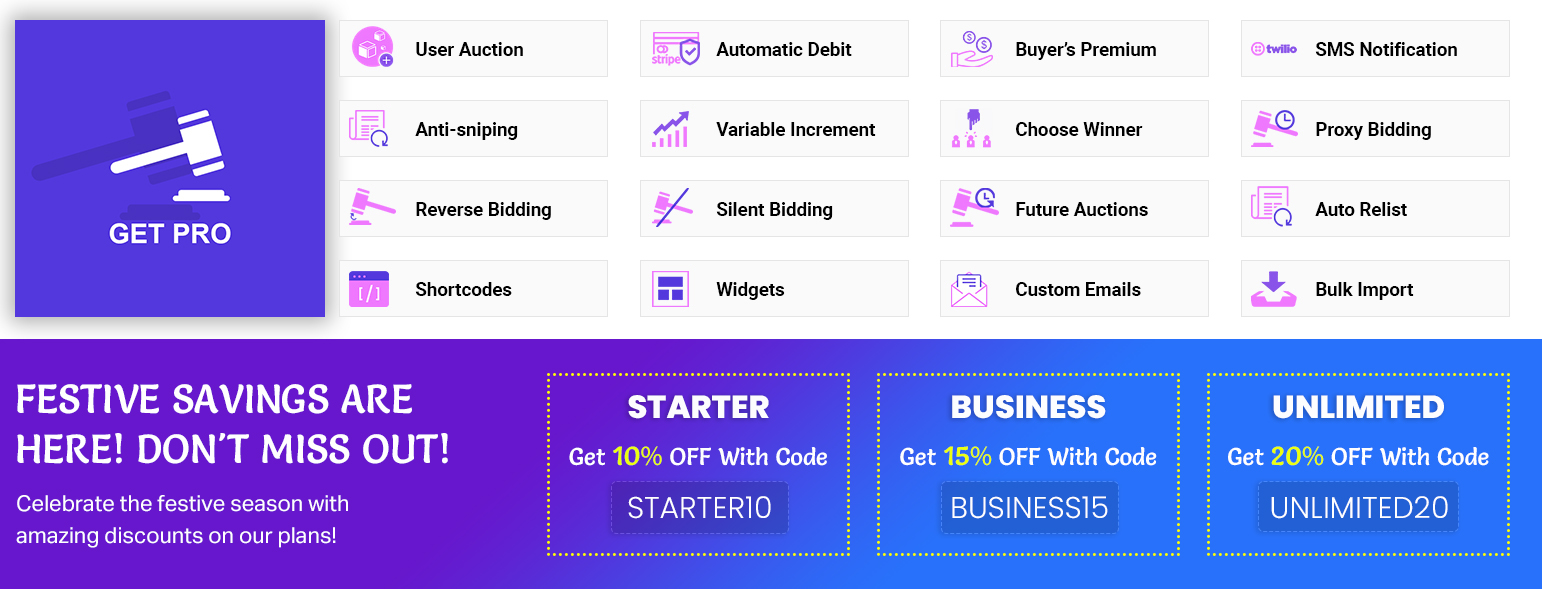 GET PRO
User Auction
stripe
Automatic Debit
Buyer's Premium
twilio
SMS Notification
Anti-sniping
Variable Increment
Choose Winner
Proxy Bidding
Reverse Bidding
Silent Bidding
Future Auctions
Auto Relist
[/]
Shortcodes
Widgets
Custom Emails
Bulk Import
FESTIVE SAVINGS ARE
HERE! DON'T MISS OUT!
Celebrate the festive season with
amazing discounts on our plans!
STARTER
Get 10% OFF With Code
STARTER10
BUSINESS
Get 15% OFF With Code
BUSINESS15
UNLIMITED
Get 20% OFF With Code
UNLIMITED20